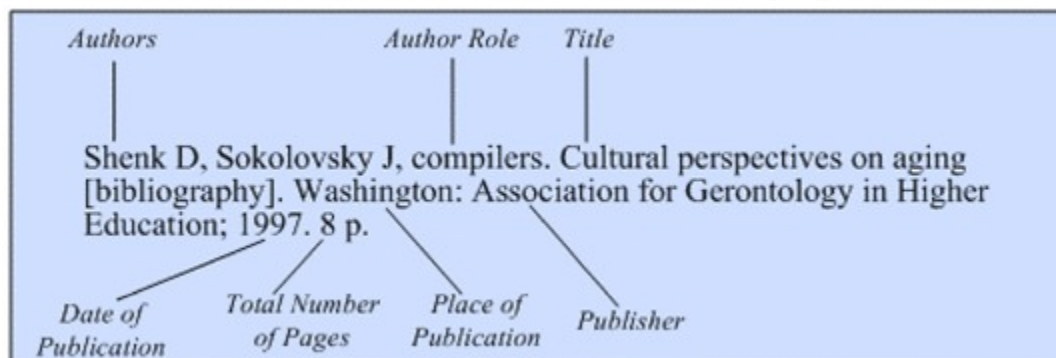 Authors Author Role Title
Shenk D, Sokolovsky J, compilers. Cultural perspectives on aging
[bibliography]. Washington: Association for Gerontology in Higher
Education; 1997. 8 p.
Date of
Publication
Total Number
of Pages
Place of
Publication
Publisher